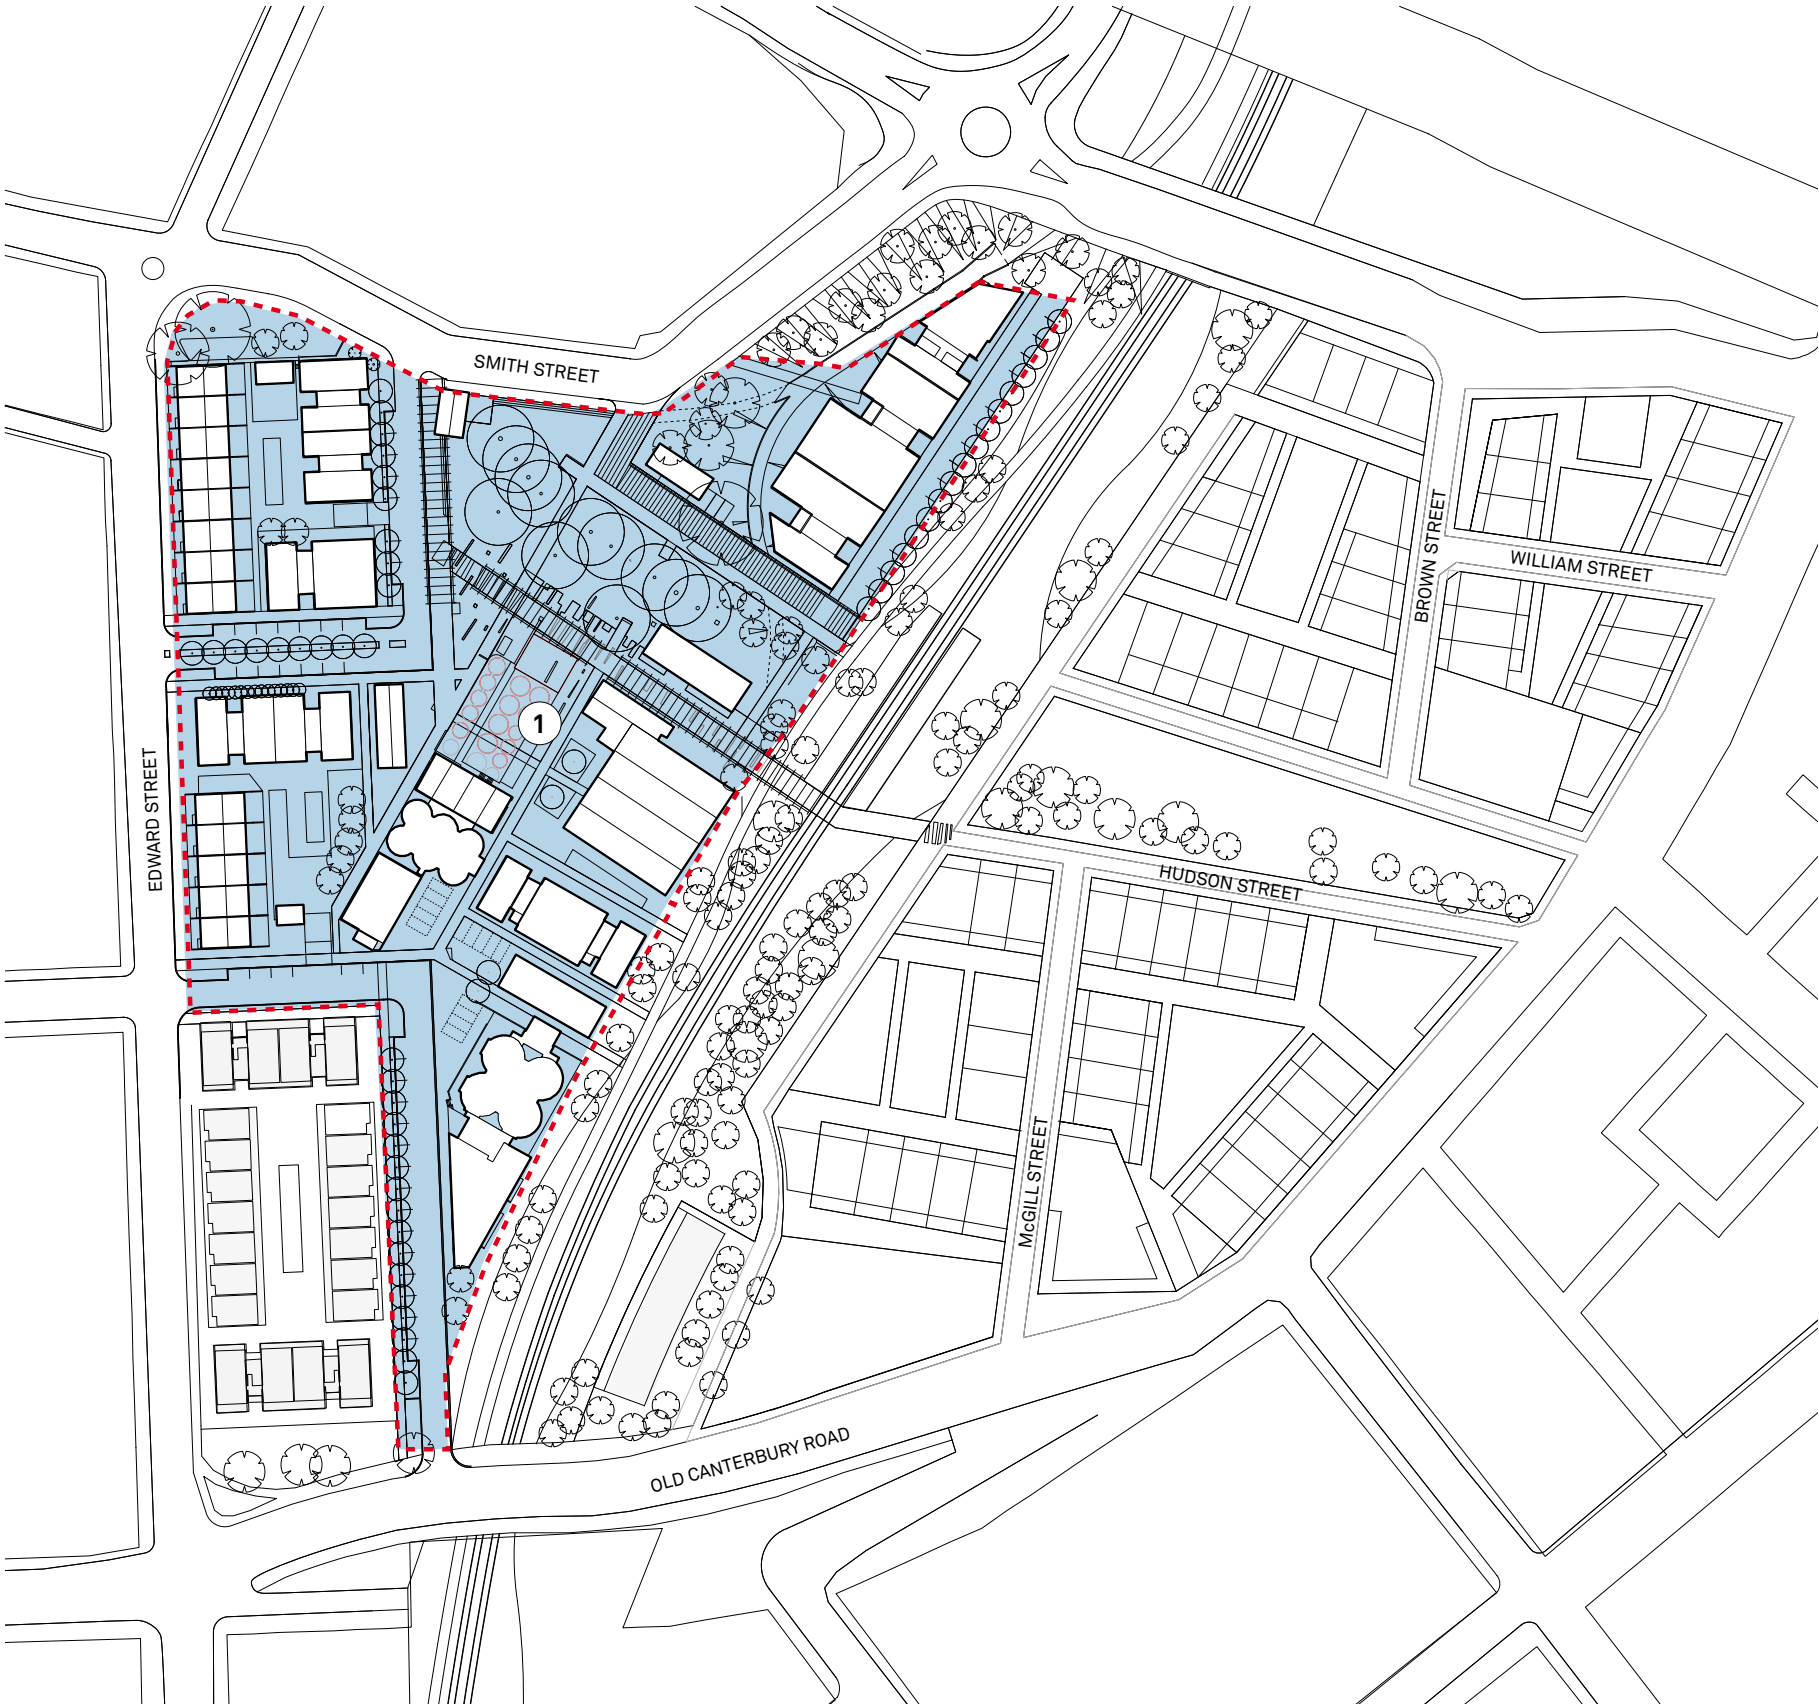 SMITH STREET
BROWN STREET
WILLIAM STREET
1
EDWARD STREET
HUDSON STREET
McGILL STREET
OLD CANTERBURY ROAD